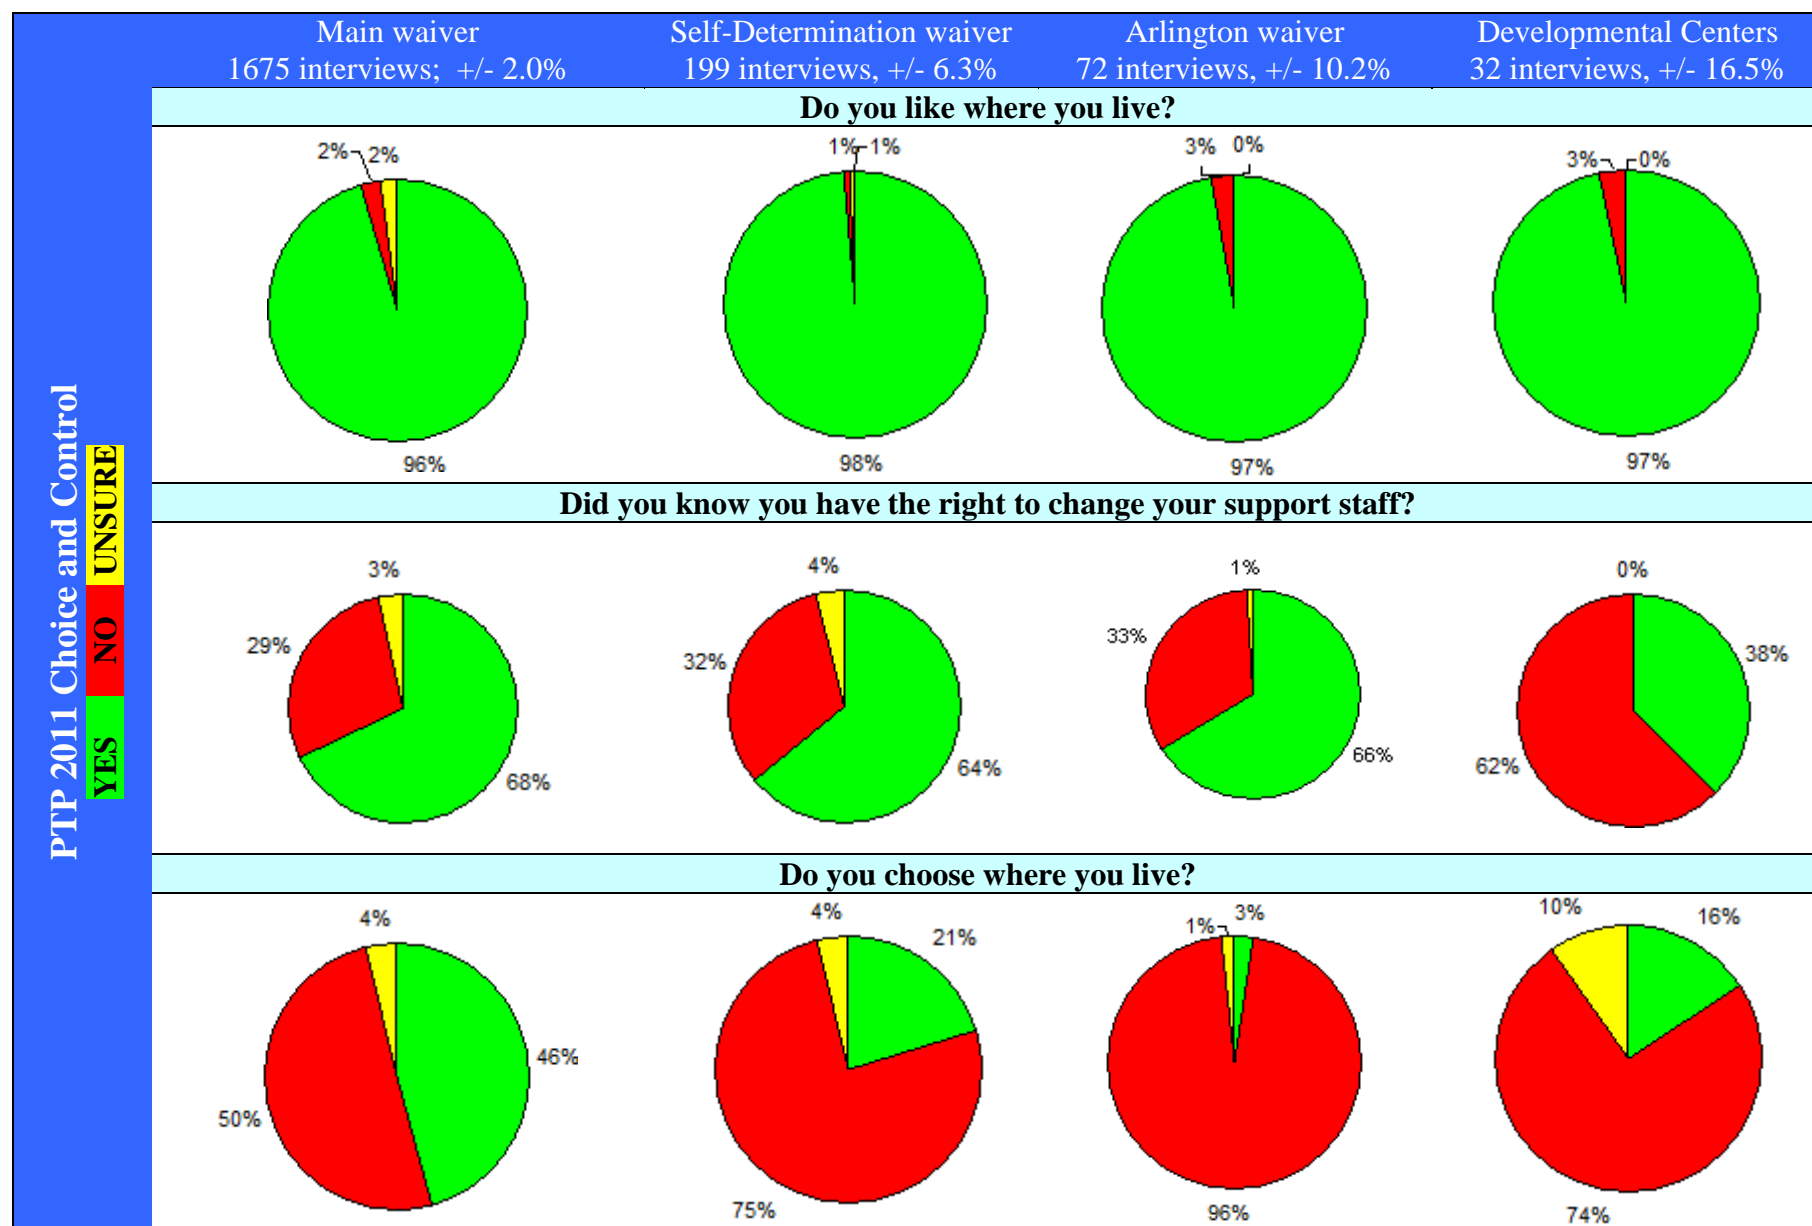 Main waiver
1675 interviews;  +/- 2.0%
Self-Determination waiver
199 interviews, +/- 6.3%
Arlington waiver
72 interviews, +/- 10.2%
Developmental Centers
32 interviews, +/- 16.5%
PTP 2011 Choice and Control
YES NO UNSURE
Do you like where you live?
2% 2%
96%
1% 1%
98%
3% 0%
97%
3% 0%
97%
Did you know you have the right to change your support staff?
3%
29%
68%
4%
32%
64%
1%
33%
66%
0%
38%
62%
Do you choose where you live?
4%
46%
50%
4%
21%
75%
1% 3%
96%
10%
16%
74%